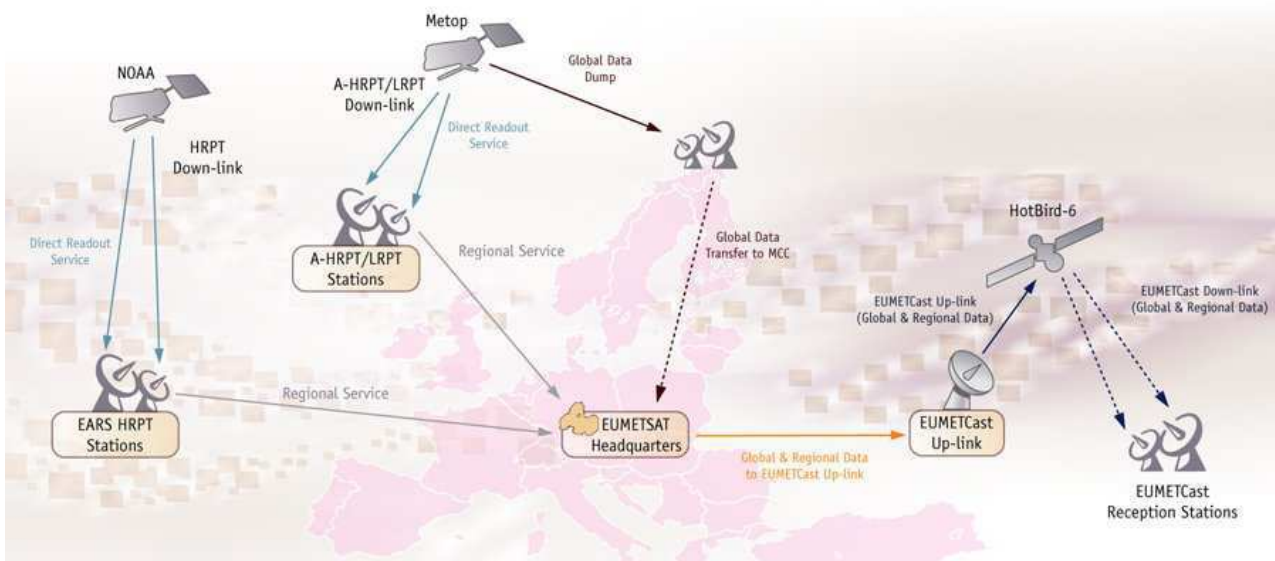 Metop
NOAA
Global Data
Dump
A-HRPT/LRPT
Down-link
Direct Readout
Service
HRPT
Down-link
HotBird-6
Direct Readout
Service
A-HRPT/LRPT
Stations
Regional Service
Global Data
Transfer to MCC
EUMETCast Up-link
(Global & Regional Data)
EUMETCast Down-link
(Global & Regional Data)
Regional Service
EARS HRPT
Stations
EUMETSAT
Headquarters
EUMETCast
Up-link
Global & Regional Data
to EUMETCast Up-link
EUMETCast
Reception Stations